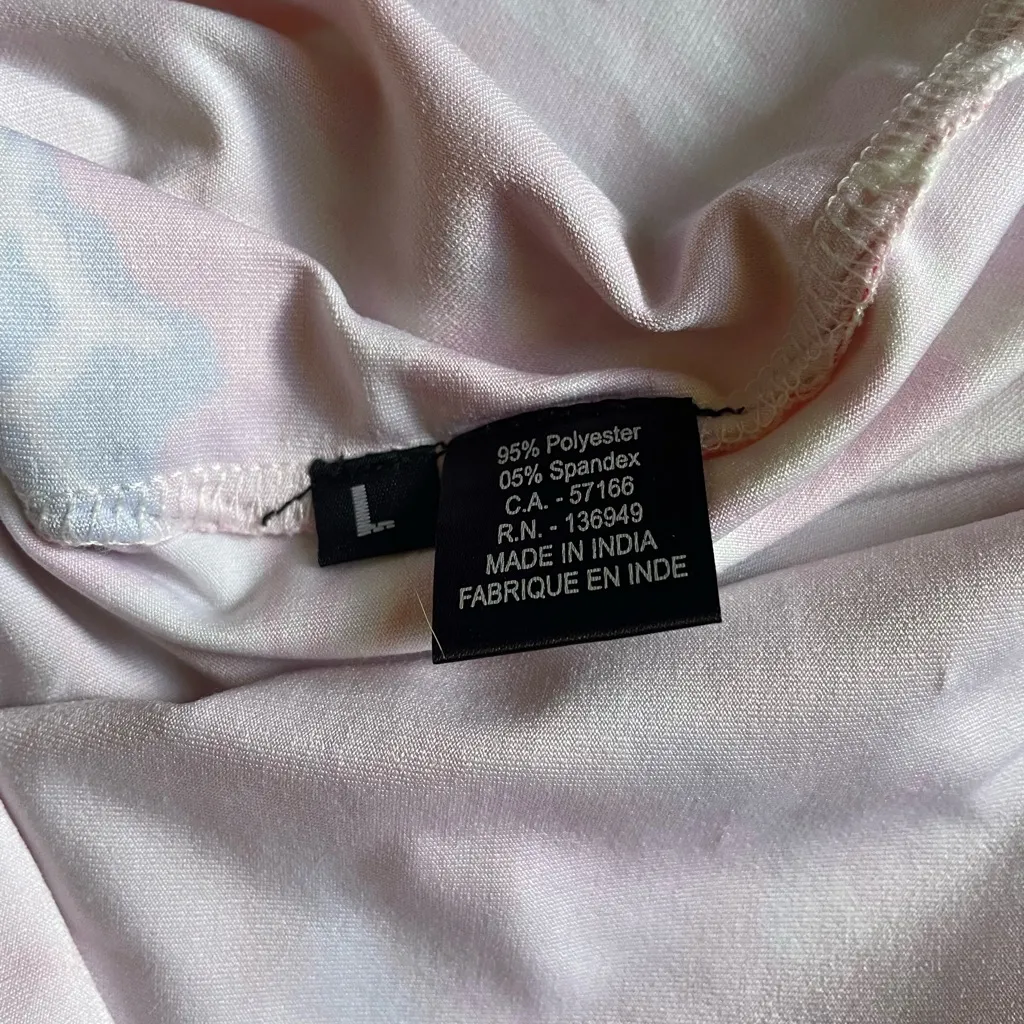 L
95% Polyester
05% Spandex
C.A. - 57166
R.N. - 136949
MADE IN INDIA
FABRIQUE EN INDE